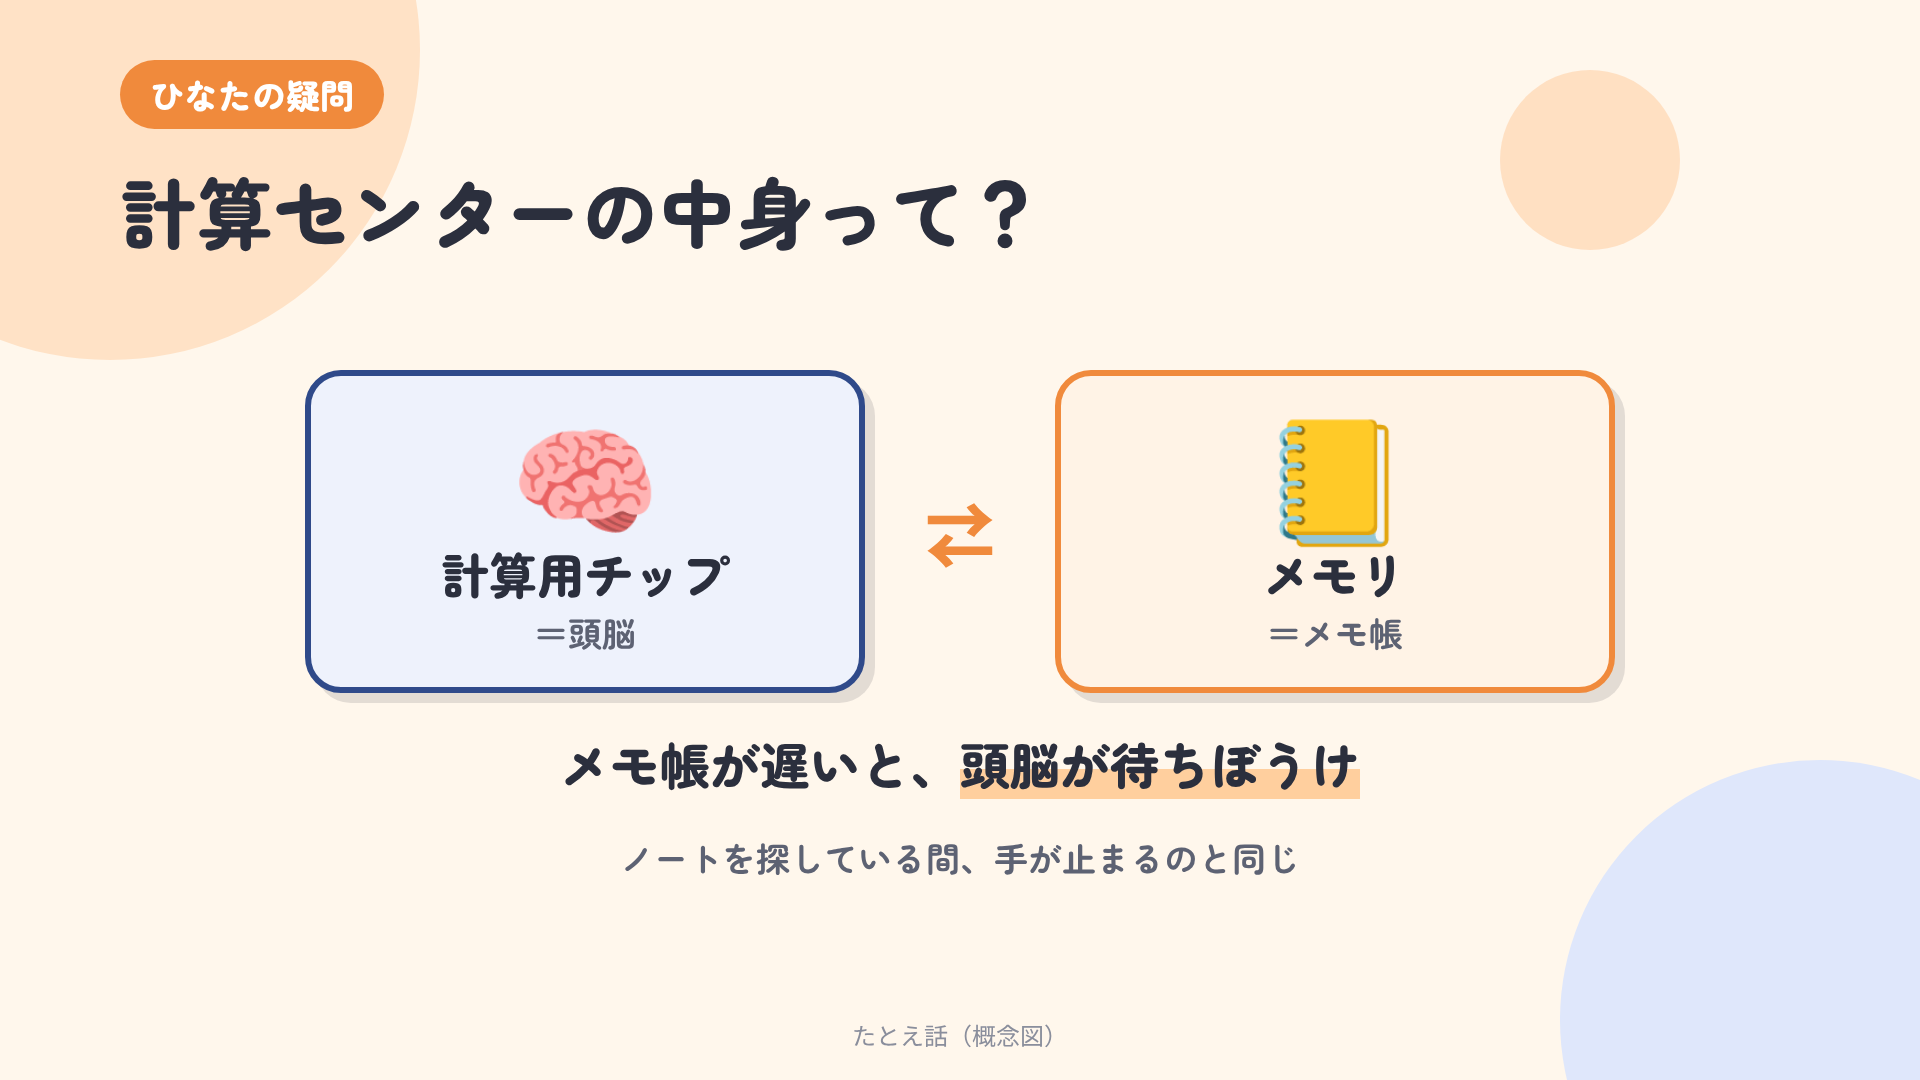 ひなたの疑問
計算センターの中身って？
計算用チップ
＝頭脳
⇄
メモリ
＝メモ帳
メモ帳が遅いと、頭脳が待ちぼうけ
ノートを探している間、手が止まるのと同じ
たとえ話（概念図）